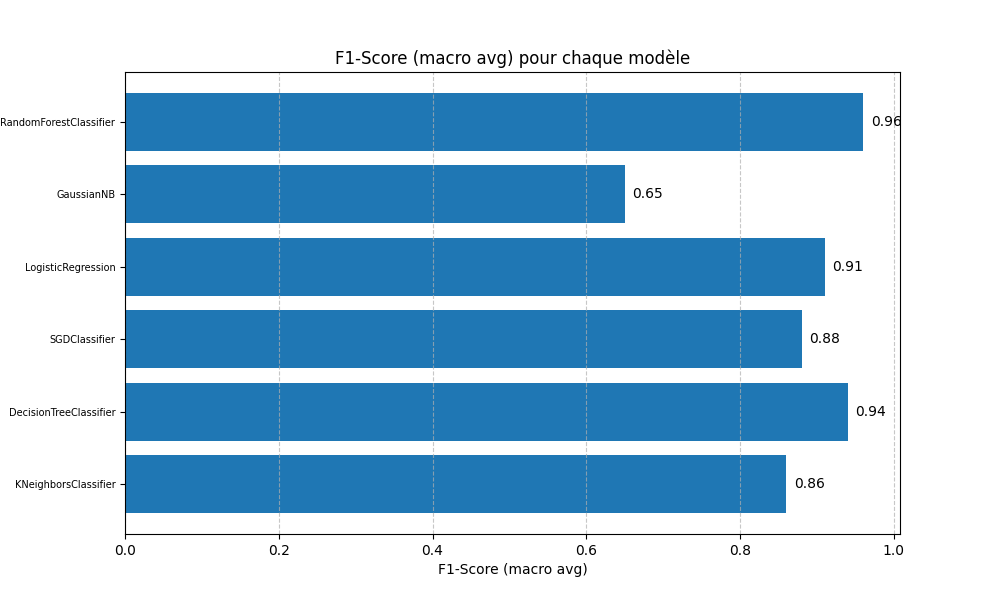 F1-Score (macro avg) pour chaque modèle
RandomForestClassifier 0.96
GaussianNB 0.65
LogisticRegression 0.91
SGDClassifier 0.88
DecisionTreeClassifier 0.94
KNeighborsClassifier 0.86
0.0 0.2 0.4 0.6 0.8 1.0
F1-Score (macro avg)